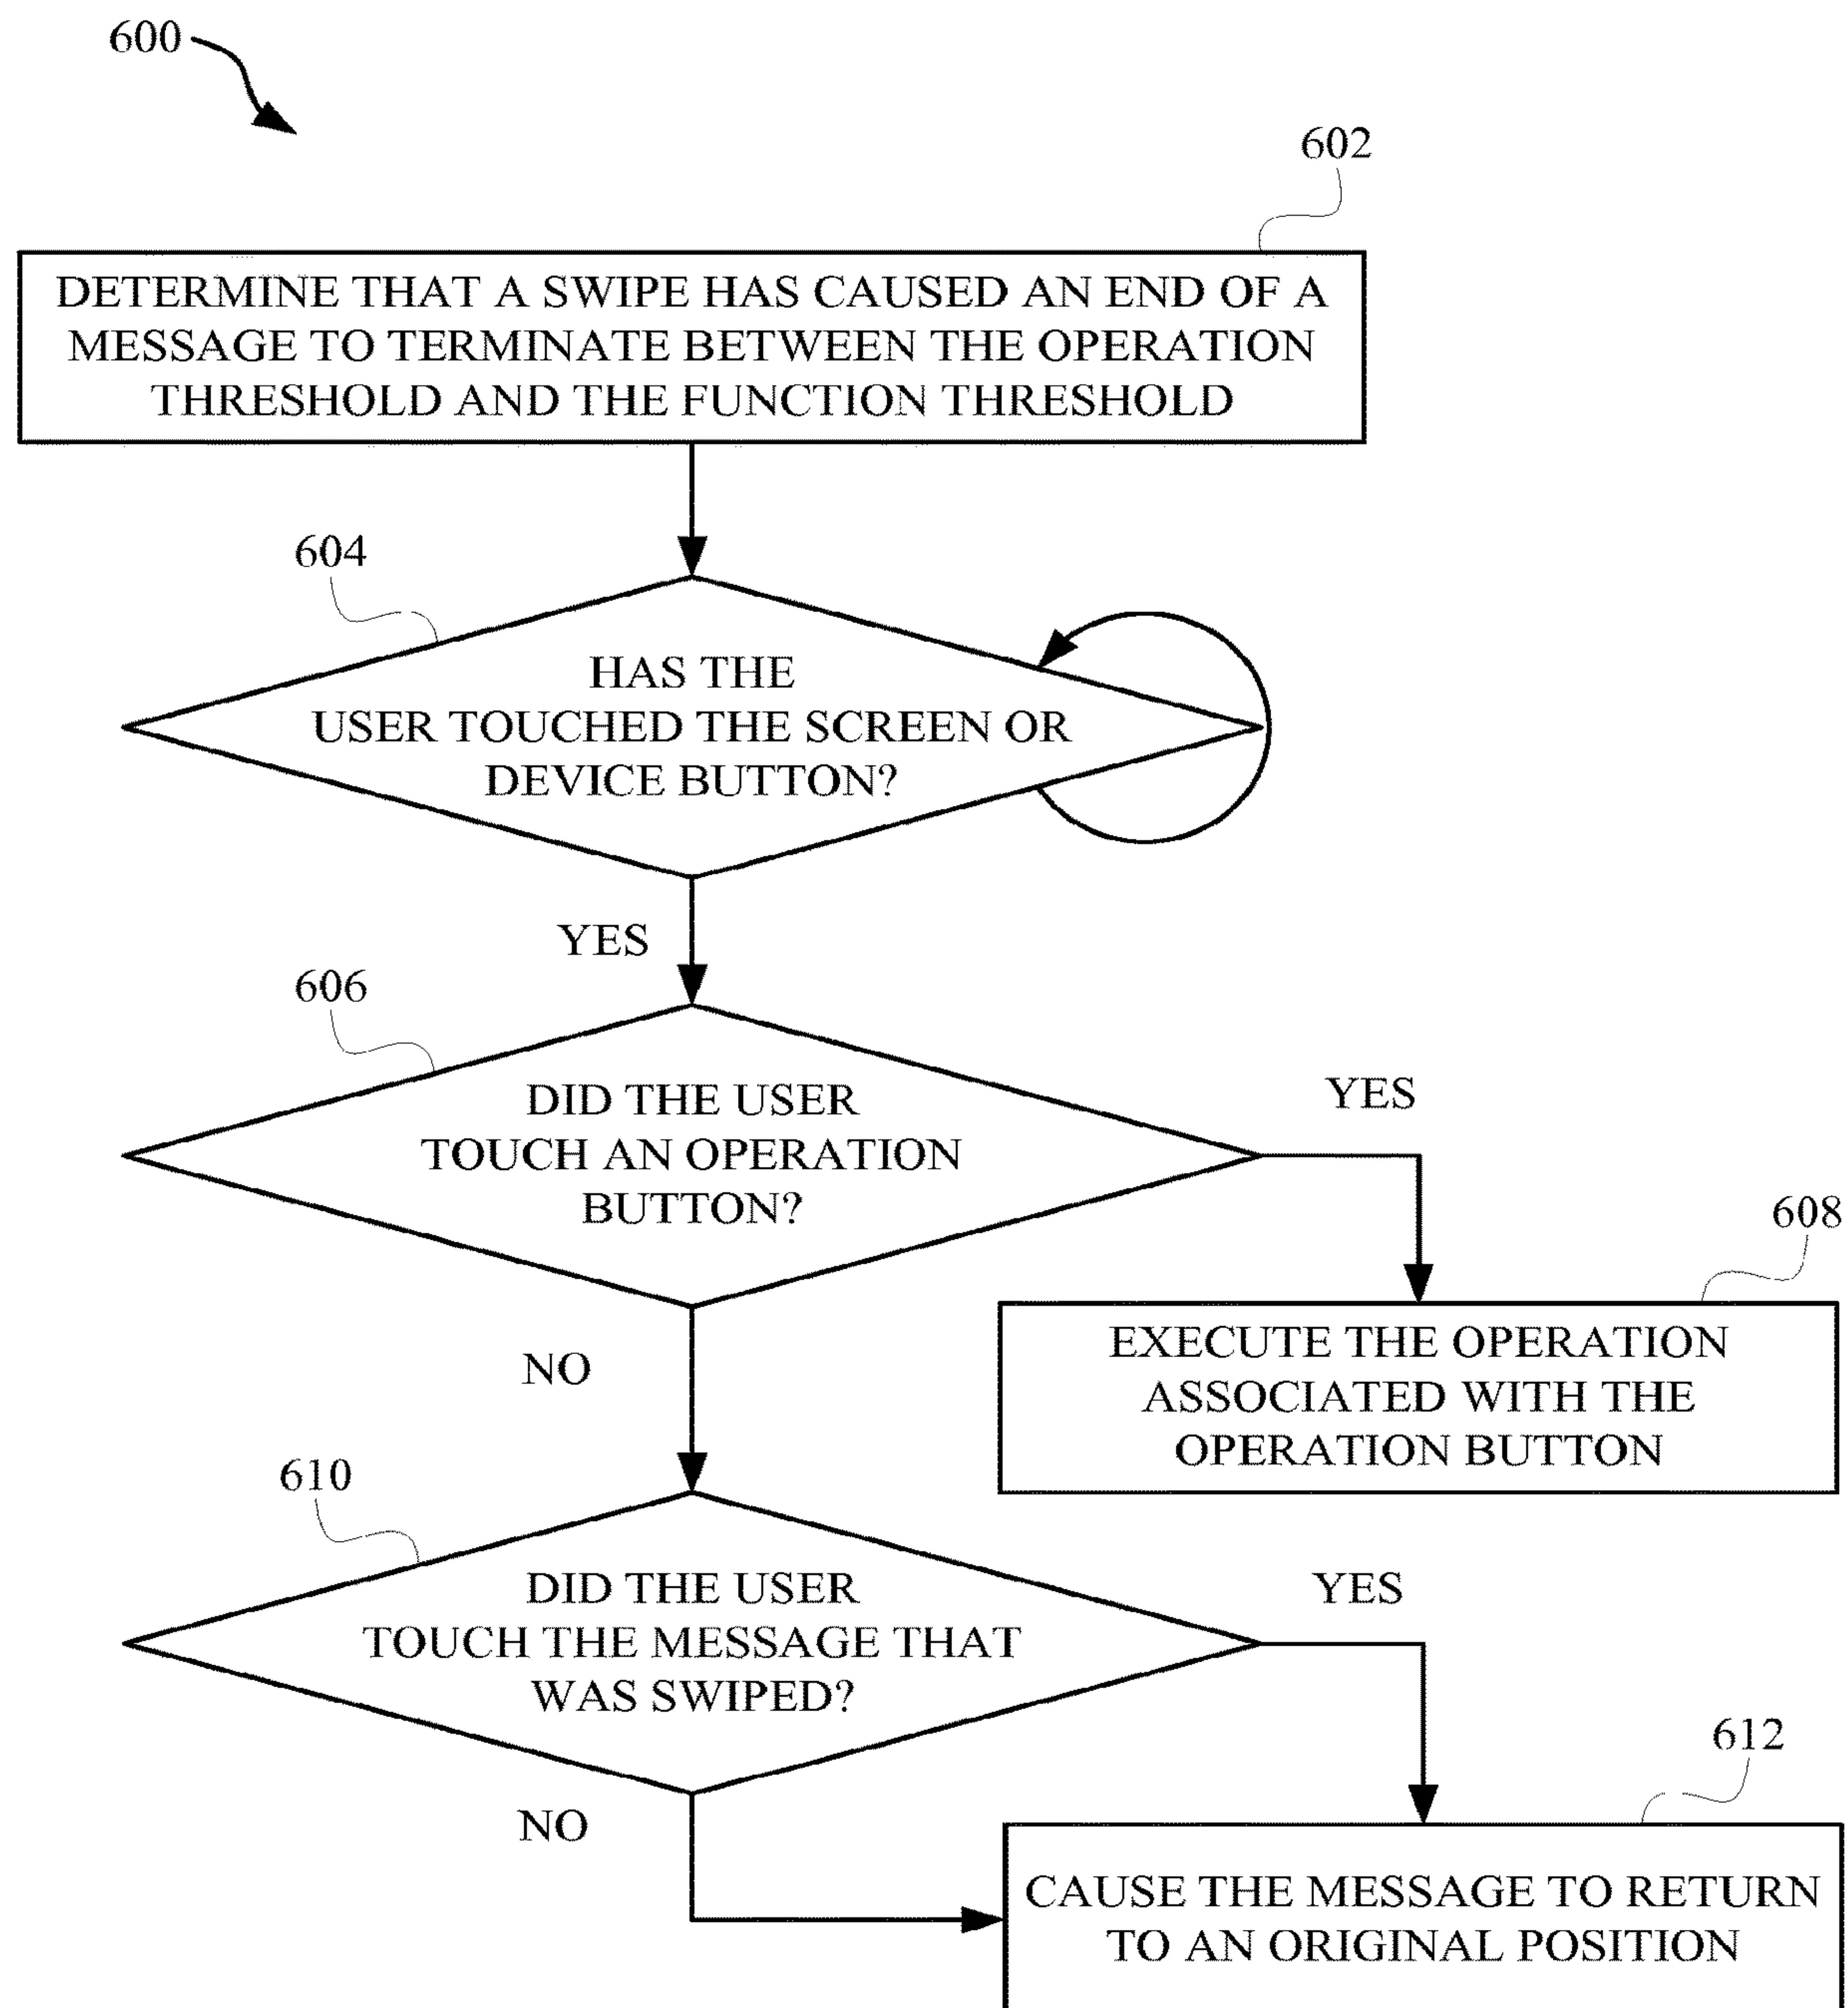 600
602
DETERMINE THAT A SWIPE HAS CAUSED AN END OF A
MESSAGE TO TERMINATE BETWEEN THE OPERATION
THRESHOLD AND THE FUNCTION THRESHOLD
604
HAS THE
USER TOUCHED THE SCREEN OR
DEVICE BUTTON?
YES
606
DID THE USER
TOUCH AN OPERATION
BUTTON?
YES
608
EXECUTE THE OPERATION
ASSOCIATED WITH THE
OPERATION BUTTON
NO
610
DID THE USER
TOUCH THE MESSAGE THAT
WAS SWIPED?
YES
612
NO
CAUSE THE MESSAGE TO RETURN
TO AN ORIGINAL POSITION